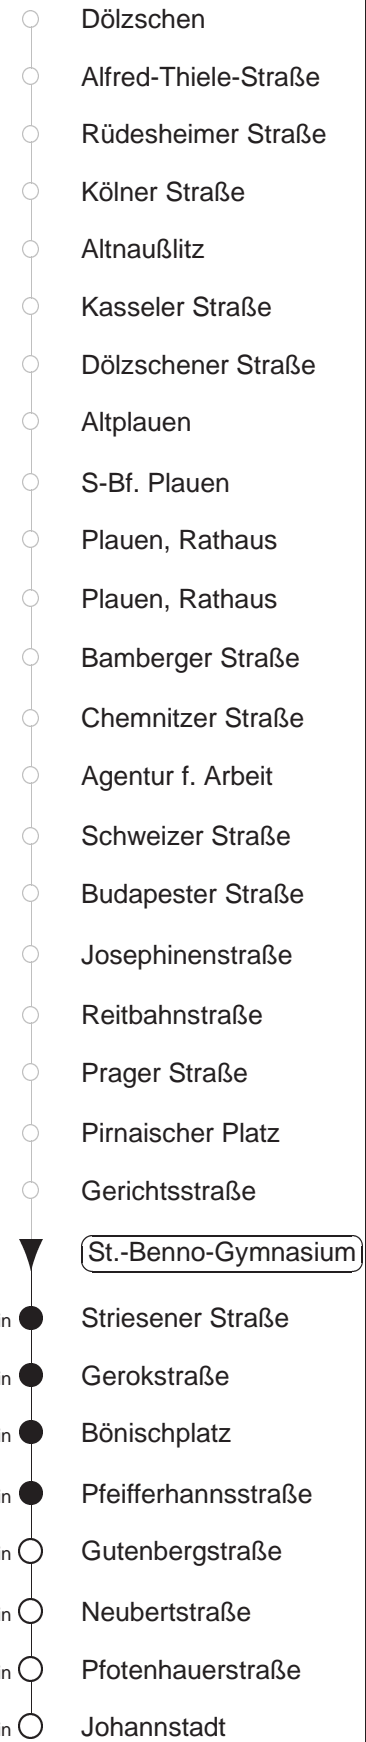 Dölzschen
Alfred-Thiele-Straße
Rüdesheimer Straße
Kölner Straße
Altnaußlitz
Kasseler Straße
Dölzschener Straße
Altplauen
S-Bf. Plauen
Plauen, Rathaus
Plauen, Rathaus
Bamberger Straße
Chemnitzer Straße
Agentur f. Arbeit
Schweizer Straße
Budapester Straße
Josephinenstraße
Reitbahnstraße
Prager Straße
Pirnaischer Platz
Gerichtsstraße
St.-Benno-Gymnasium
Striesener Straße
Gerokstraße
Bönischplatz
Pfeifferhannsstraße
Gutenbergstraße
Neubertstraße
Pfotenhauerstraße
Johannstadt